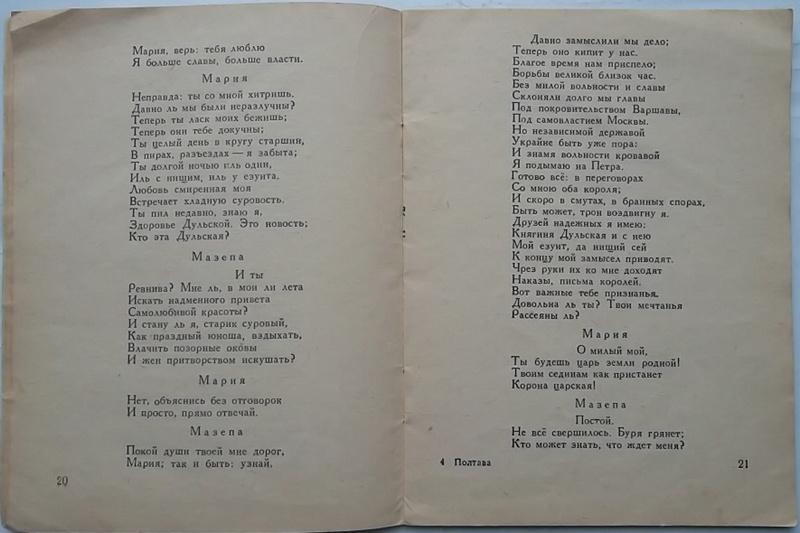 Мария, верь: тебя люблю
Я больше славы, больше власти.
Мария
Неправда: ты со мной хитришь.
Давно ль мы были неразлучны?
Теперь ты ласк моих бежишь;
Теперь они тебе докучны;
Ты целый день в кругу старшин,
В пирах, разъездах — я забыта;
Ты долгой ночью иль один,
Иль с нищим, иль у езуита.
Любовь смиренная моя
Встречает хладную суровость.
Ты пил недавно, знаю я,
Здоровье Дульской. Это новость;
Кто эта Дульская?
Мазепа
И ты
Ревнива? Мне ль, в мои ли лета
Искать надменного привета
Самолюбивой красоты?
И стану ль я, старик суровый,
Как праздный юноша, вздыхать,
Влачить позорные оковы
И жен притворством искушать?
Мария
Нет, объяснись без отговорок
И просто, прямо отвечай.
Мазепа
Покой души твоей мне дорог,
Мария; так и быть: узнай.
20
Давно замыслили мы дело;
Теперь оно кипит у нас.
Благое время нам приспело;
Борьбы великой близок час.
Без милой вольности и славы
Склоняли долго мы главы
Под покровительством Варшавы,
Под самовластием Москвы.
Но независимой державой
Украйне быть уже пора:
И знамя вольности кровавой
Я подымаю на Петра.
Готово всё: в переговорах
Со мною оба короля;
И скоро в смутах, в бранных спорах,
Быть может, трон воздвигну я.
Друзей надежных я имею:
Княгиня Дульская и с нею
Мой езуит, да нищий сей
К концу мой замысел приводят.
Чрез руки их ко мне доходят
Наказы, письма королей.
Вот важные тебе признанья.
Довольна ль ты? Твои мечтанья
Рассеяны ль?
Мария
О милый мой,
Ты будешь царь земли родной!
Твоим сединам как пристанет
Корона царская!
Мазепа
Постой.
Не всё свершилось. Буря грянет;
Кто может знать, что ждет меня?
4 Полтава
21